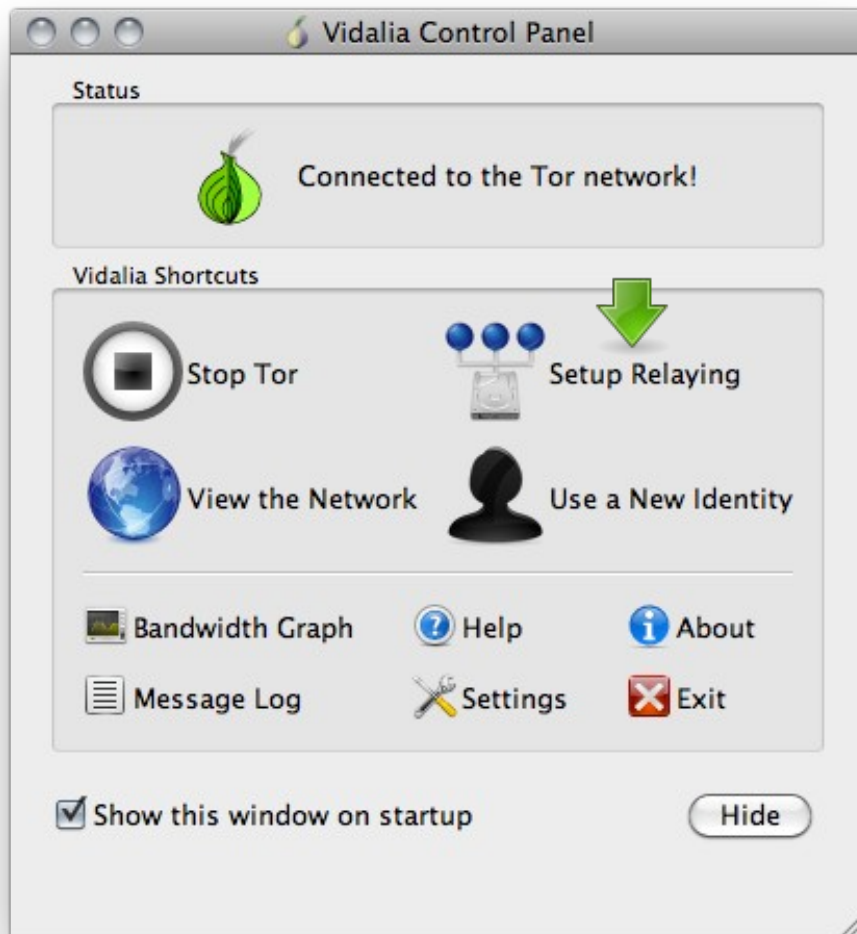 Vidalia Control Panel
Status
Connected to the Tor network!
Vidalia Shortcuts
Stop Tor
Setup Relaying
View the Network
Use a New Identity
Bandwidth Graph
Help
About
Message Log
Settings
Exit
Show this window on startup
Hide